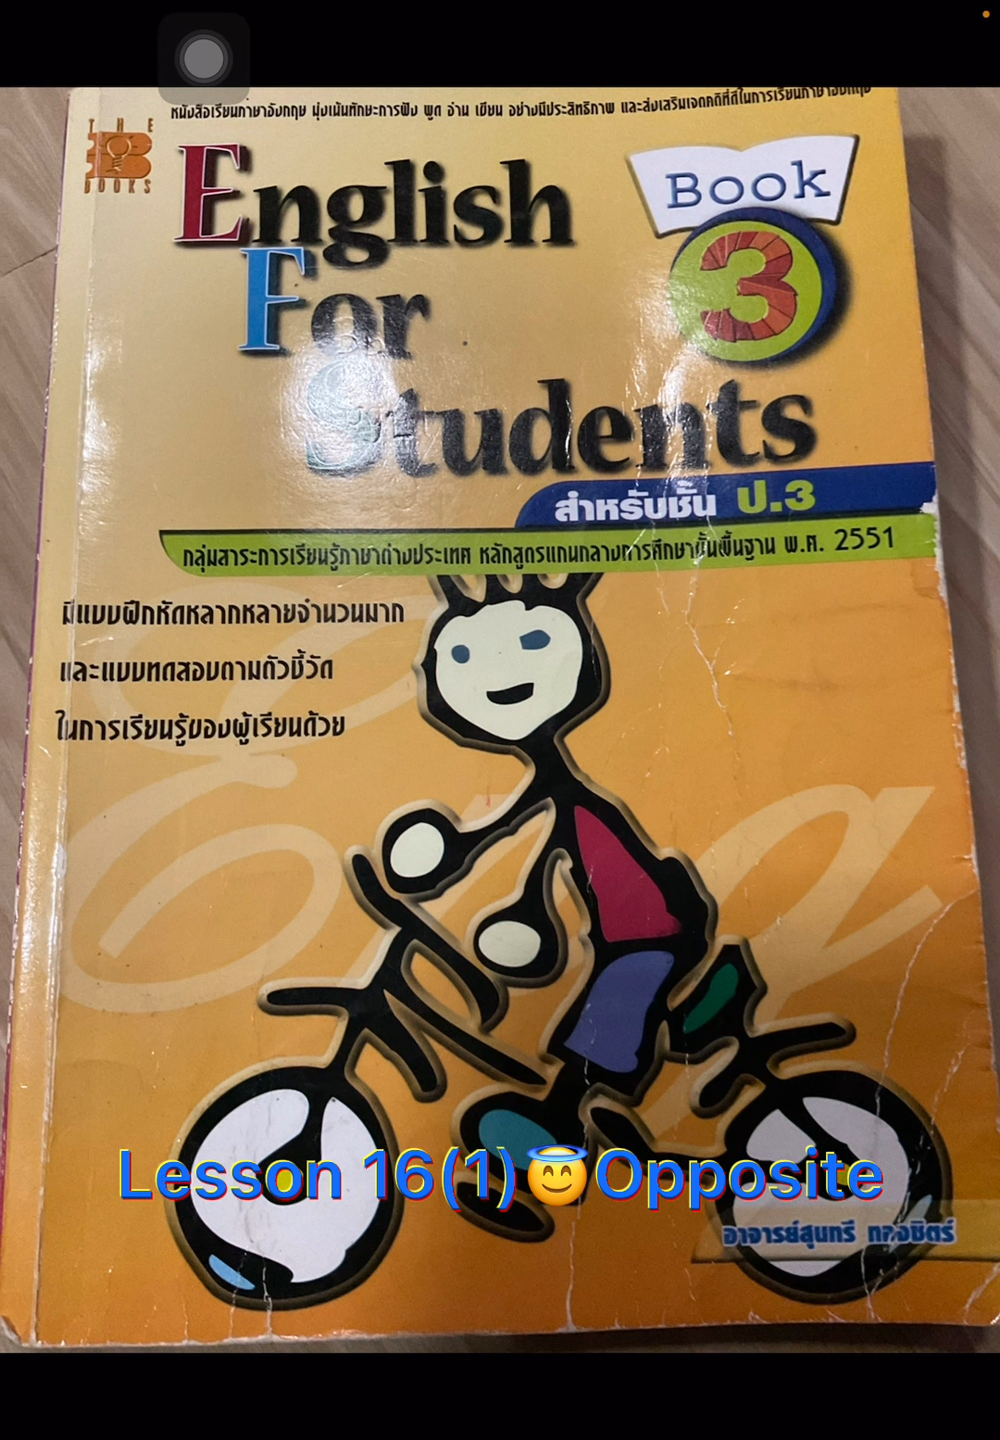 หนังสือเรียนภาษาอังกฤษ มุ่งเน้นทักษะการฟัง พูด อ่าน เขียน อย่างมีประสิทธิภาพ และส่งเสริมเจตคติที่ดีในการเรียนภาษาอังกฤษ
THE
BOOKS
English
Book
3
For
Students
สำหรับชั้น ป.3
กลุ่มสาระการเรียนรู้ภาษาต่างประเทศ หลักสูตรแกนกลางการศึกษาขั้นพื้นฐาน พ.ศ. 2551
มีแบบฝึกหัดหลากหลายจำนวนมาก
และแบบทดสอบตามตัวชี้วัด
ในการเรียนรู้ของผู้เรียนด้วย
Lesson 16(1)😇Opposite
อาจารย์สุนทรี ทองชิตร์